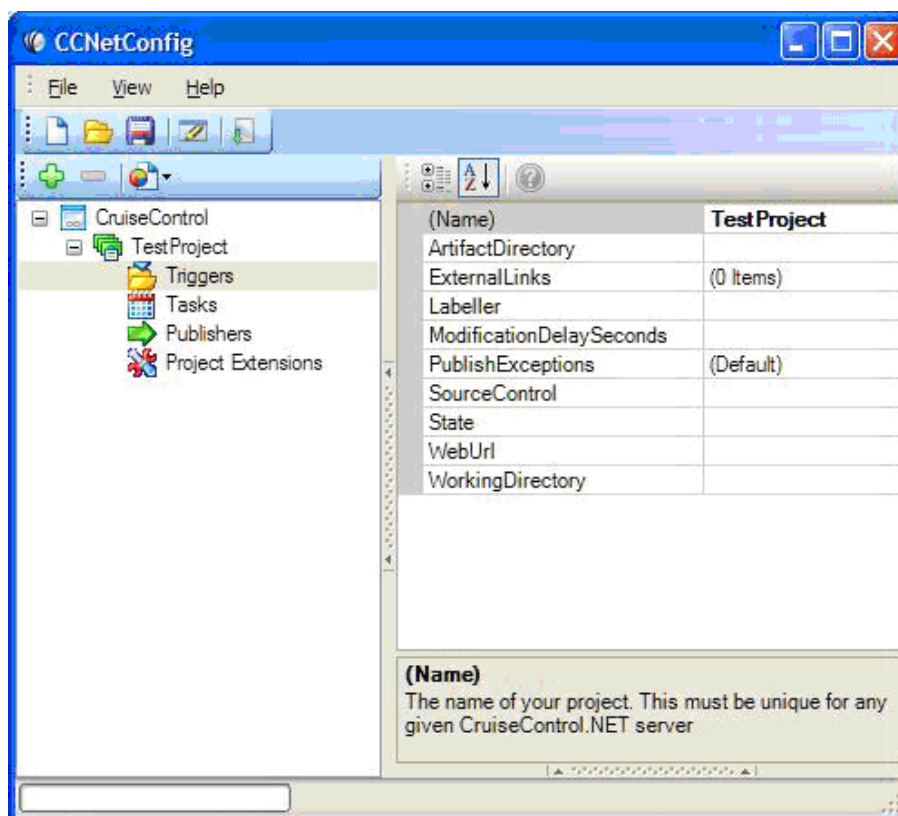 CCNetConfig
File View Help
CruiseControl
TestProject
Triggers
Tasks
Publishers
Project Extensions
(Name) TestProject
ArtifactDirectory
ExternalLinks (0 Items)
Labeller
ModificationDelaySeconds
PublishExceptions (Default)
SourceControl
State
WebUrl
WorkingDirectory
(Name)
The name of your project. This must be unique for any
given CruiseControl.NET server